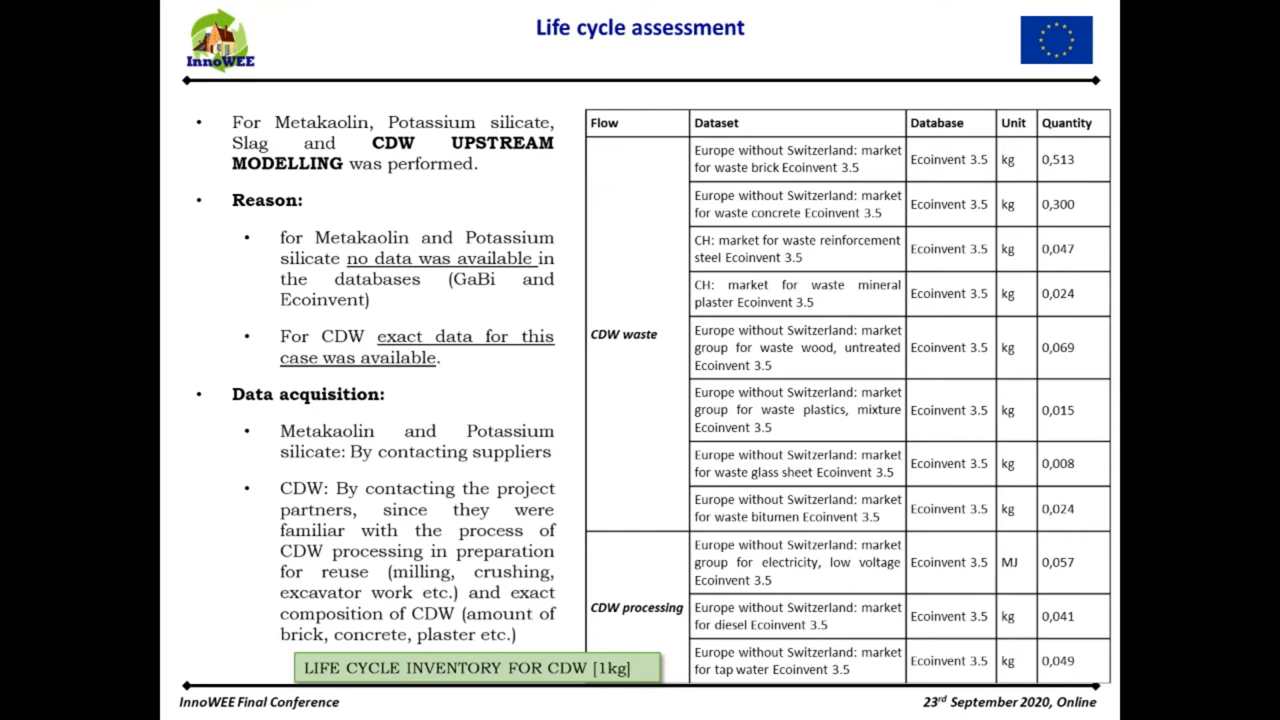 Life cycle assessment
InnoWEE
• For Metakaolin, Potassium silicate,
Slag and CDW UPSTREAM
MODELLING was performed.
• Reason:
• for Metakaolin and Potassium
silicate no data was available in
the databases (GaBi and
Ecoinvent)
• For CDW exact data for this
case was available.
• Data acquisition:
• Metakaolin and Potassium
silicate: By contacting suppliers
• CDW: By contacting the project
partners, since they were
familiar with the process of
CDW processing in preparation
for reuse (milling, crushing,
excavator work etc.) and exact
composition of CDW (amount of
brick, concrete, plaster etc.)
LIFE CYCLE INVENTORY FOR CDW [1kg]
Flow Dataset Database Unit Quantity
CDW waste
Europe without Switzerland: market
for waste brick Ecoinvent 3.5 Ecoinvent 3.5 kg 0,513
Europe without Switzerland: market
for waste concrete Ecoinvent 3.5 Ecoinvent 3.5 kg 0,300
CH: market for waste reinforcement
steel Ecoinvent 3.5 Ecoinvent 3.5 kg 0,047
CH: market for waste mineral
plaster Ecoinvent 3.5 Ecoinvent 3.5 kg 0,024
Europe without Switzerland: market
group for waste wood, untreated Ecoinvent 3.5 kg 0,069
Ecoinvent 3.5
Europe without Switzerland: market
group for waste plastics, mixture Ecoinvent 3.5 kg 0,015
Ecoinvent 3.5
Europe without Switzerland: market
for waste glass sheet Ecoinvent 3.5 Ecoinvent 3.5 kg 0,008
Europe without Switzerland: market
for waste bitumen Ecoinvent 3.5 Ecoinvent 3.5 kg 0,024
CDW processing
Europe without Switzerland: market
group for electricity, low voltage Ecoinvent 3.5 MJ 0,057
Ecoinvent 3.5
Europe without Switzerland: market
for diesel Ecoinvent 3.5 Ecoinvent 3.5 kg 0,041
Europe without Switzerland: market
for tap water Ecoinvent 3.5 Ecoinvent 3.5 kg 0,049
InnoWEE Final Conference
23rd September 2020, Online